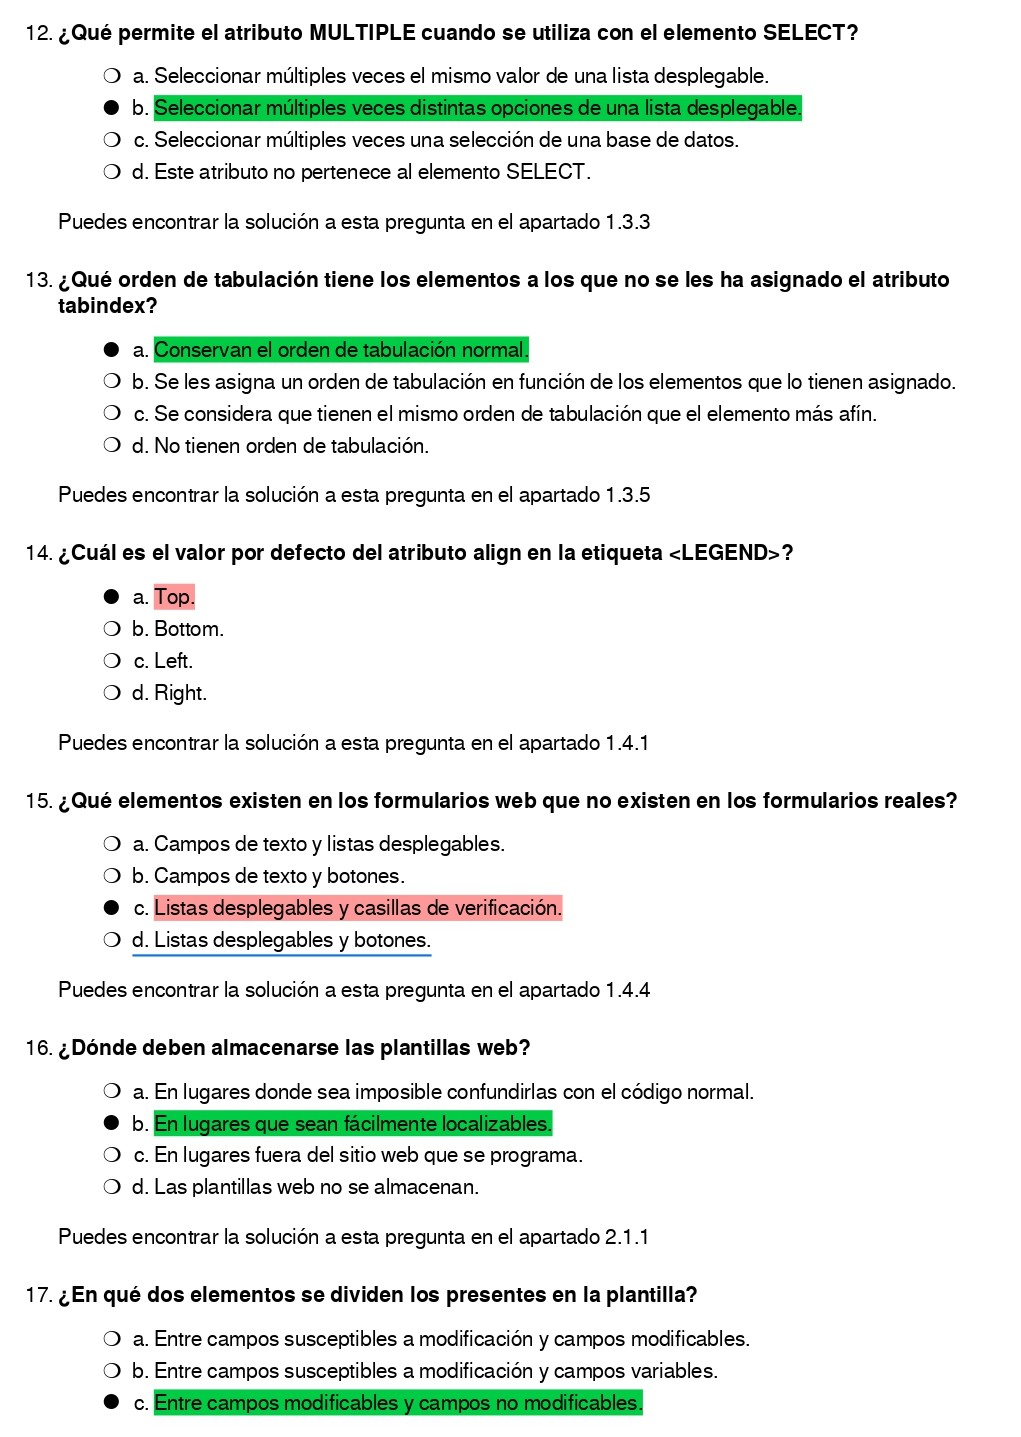 12. ¿Qué permite el atributo MULTIPLE cuando se utiliza con el elemento SELECT?
a. Seleccionar múltiples veces el mismo valor de una lista desplegable.
b. Seleccionar múltiples veces distintas opciones de una lista desplegable.
c. Seleccionar múltiples veces una selección de una base de datos.
d. Este atributo no pertenece al elemento SELECT.
Puedes encontrar la solución a esta pregunta en el apartado 1.3.3
13. ¿Qué orden de tabulación tiene los elementos a los que no se les ha asignado el atributo
tabindex?
a. Conservan el orden de tabulación normal.
b. Se les asigna un orden de tabulación en función de los elementos que lo tienen asignado.
c. Se considera que tienen el mismo orden de tabulación que el elemento más afín.
d. No tienen orden de tabulación.
Puedes encontrar la solución a esta pregunta en el apartado 1.3.5
14. ¿Cuál es el valor por defecto del atributo align en la etiqueta <LEGEND>?
a. Top.
b. Bottom.
c. Left.
d. Right.
Puedes encontrar la solución a esta pregunta en el apartado 1.4.1
15. ¿Qué elementos existen en los formularios web que no existen en los formularios reales?
a. Campos de texto y listas desplegables.
b. Campos de texto y botones.
c. Listas desplegables y casillas de verificación.
d. Listas desplegables y botones.
Puedes encontrar la solución a esta pregunta en el apartado 1.4.4
16. ¿Dónde deben almacenarse las plantillas web?
a. En lugares donde sea imposible confundirlas con el código normal.
b. En lugares que sean fácilmente localizables.
c. En lugares fuera del sitio web que se programa.
d. Las plantillas web no se almacenan.
Puedes encontrar la solución a esta pregunta en el apartado 2.1.1
17. ¿En qué dos elementos se dividen los presentes en la plantilla?
a. Entre campos susceptibles a modificación y campos modificables.
b. Entre campos susceptibles a modificación y campos variables.
c. Entre campos modificables y campos no modificables.